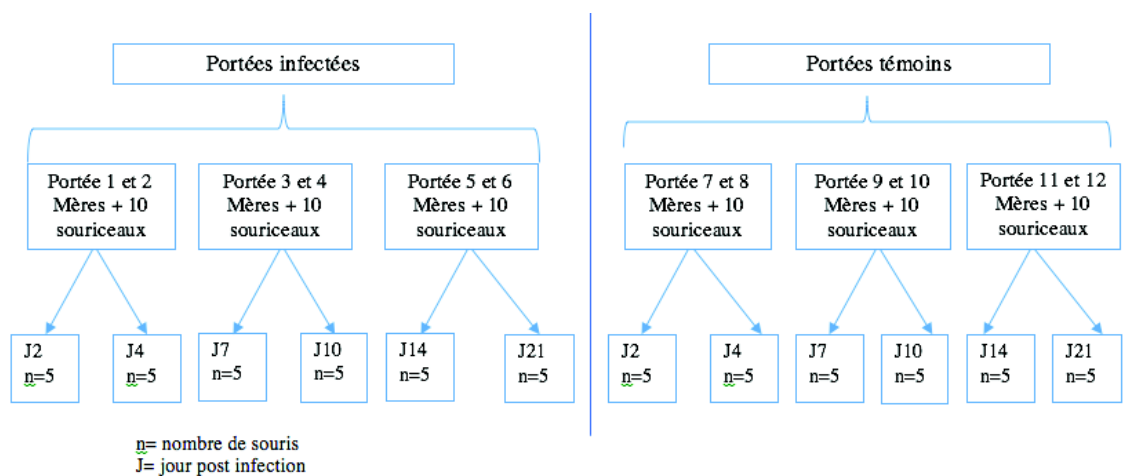 Portées infectées
Portées témoins
Portée 1 et 2
Mères + 10
souriceaux
Portée 3 et 4
Mères + 10
souriceaux
Portée 5 et 6
Mères + 10
souriceaux
Portée 7 et 8
Mères + 10
souriceaux
Portée 9 et 10
Mères + 10
souriceaux
Portée 11 et 12
Mères + 10
souriceaux
J2
n=5
J4
n=5
J7
n=5
J10
n=5
J14
n=5
J21
n=5
J2
n=5
J4
n=5
J7
n=5
J10
n=5
J14
n=5
J21
n=5
n= nombre de souris
J= jour post infection